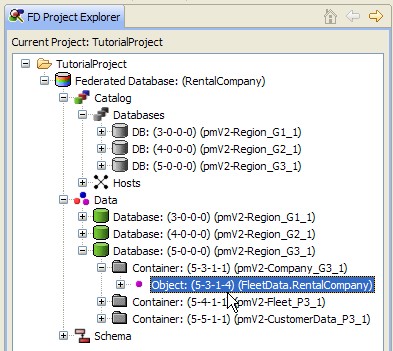 FD Project Explorer
Current Project: TutorialProject
TutorialProject
Federated Database: (RentalCompany)
Catalog
Databases
DB: (3-0-0-0) (pmV2-Region_G1_1)
DB: (4-0-0-0) (pmV2-Region_G2_1)
DB: (5-0-0-0) (pmV2-Region_G3_1)
Hosts
Data
Database: (3-0-0-0) (pmV2-Region_G1_1)
Database: (4-0-0-0) (pmV2-Region_G2_1)
Database: (5-0-0-0) (pmV2-Region_G3_1)
Container: (5-3-1-1) (pmV2-Company_G3_1)
Object: (5-3-1-4) (FleetData.RentalCompany)
Container: (5-4-1-1) (pmV2-Fleet_P3_1)
Container: (5-5-1-1) (pmV2-CustomerData_P3_1)
Schema